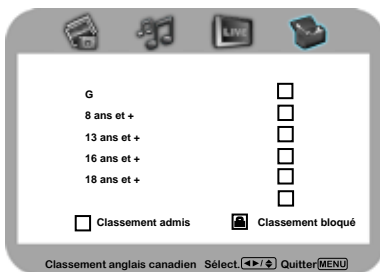 LIVE
G
8 ans et +
13 ans et +
16 ans et +
18 ans et +
Classement admis Classement bloqué
Classement anglais canadien Sélect. ◄►/◆ Quitter MENU